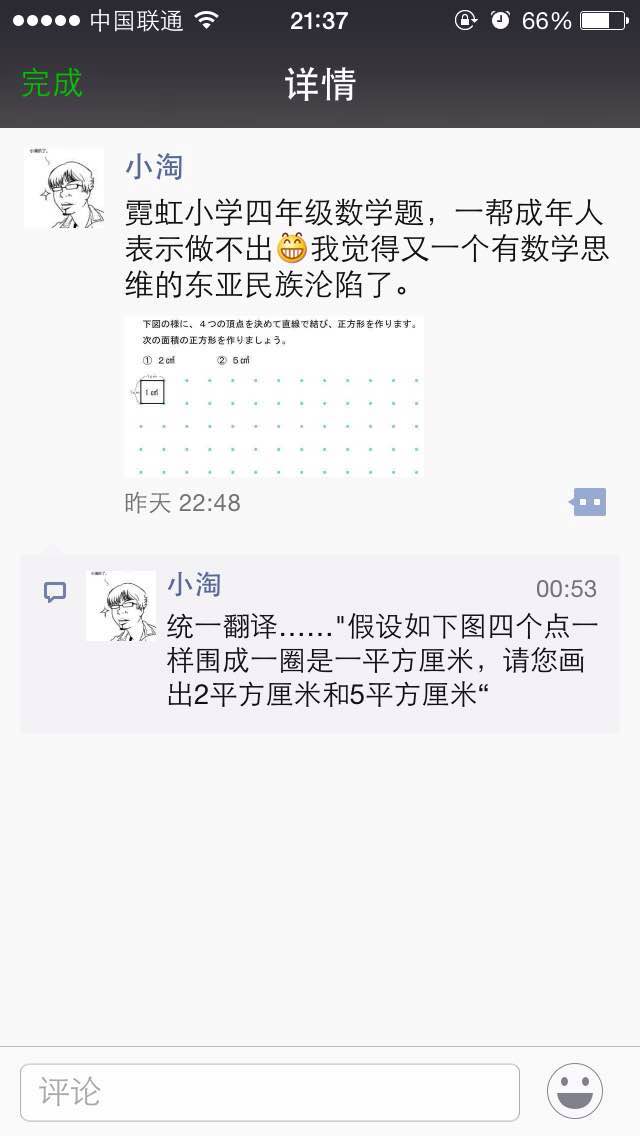 中国联通 21:37 66%
完成 详情
小淘
霓虹小学四年级数学题，一帮成年人
表示做不出😁我觉得又一个有数学思
维的东亚民族沦陷了。
下図の様に、4つの頂点を決めて直線で結び、正方形を作ります。
次の面積の正方形を作りましょう。
① 2㎠ ② 5㎠
1㎠
昨天 22:48
小淘 00:53
统一翻译……"假设如下图四个点一
样围成一圈是一平方厘米，请您画
出2平方厘米和5平方厘米“
评论